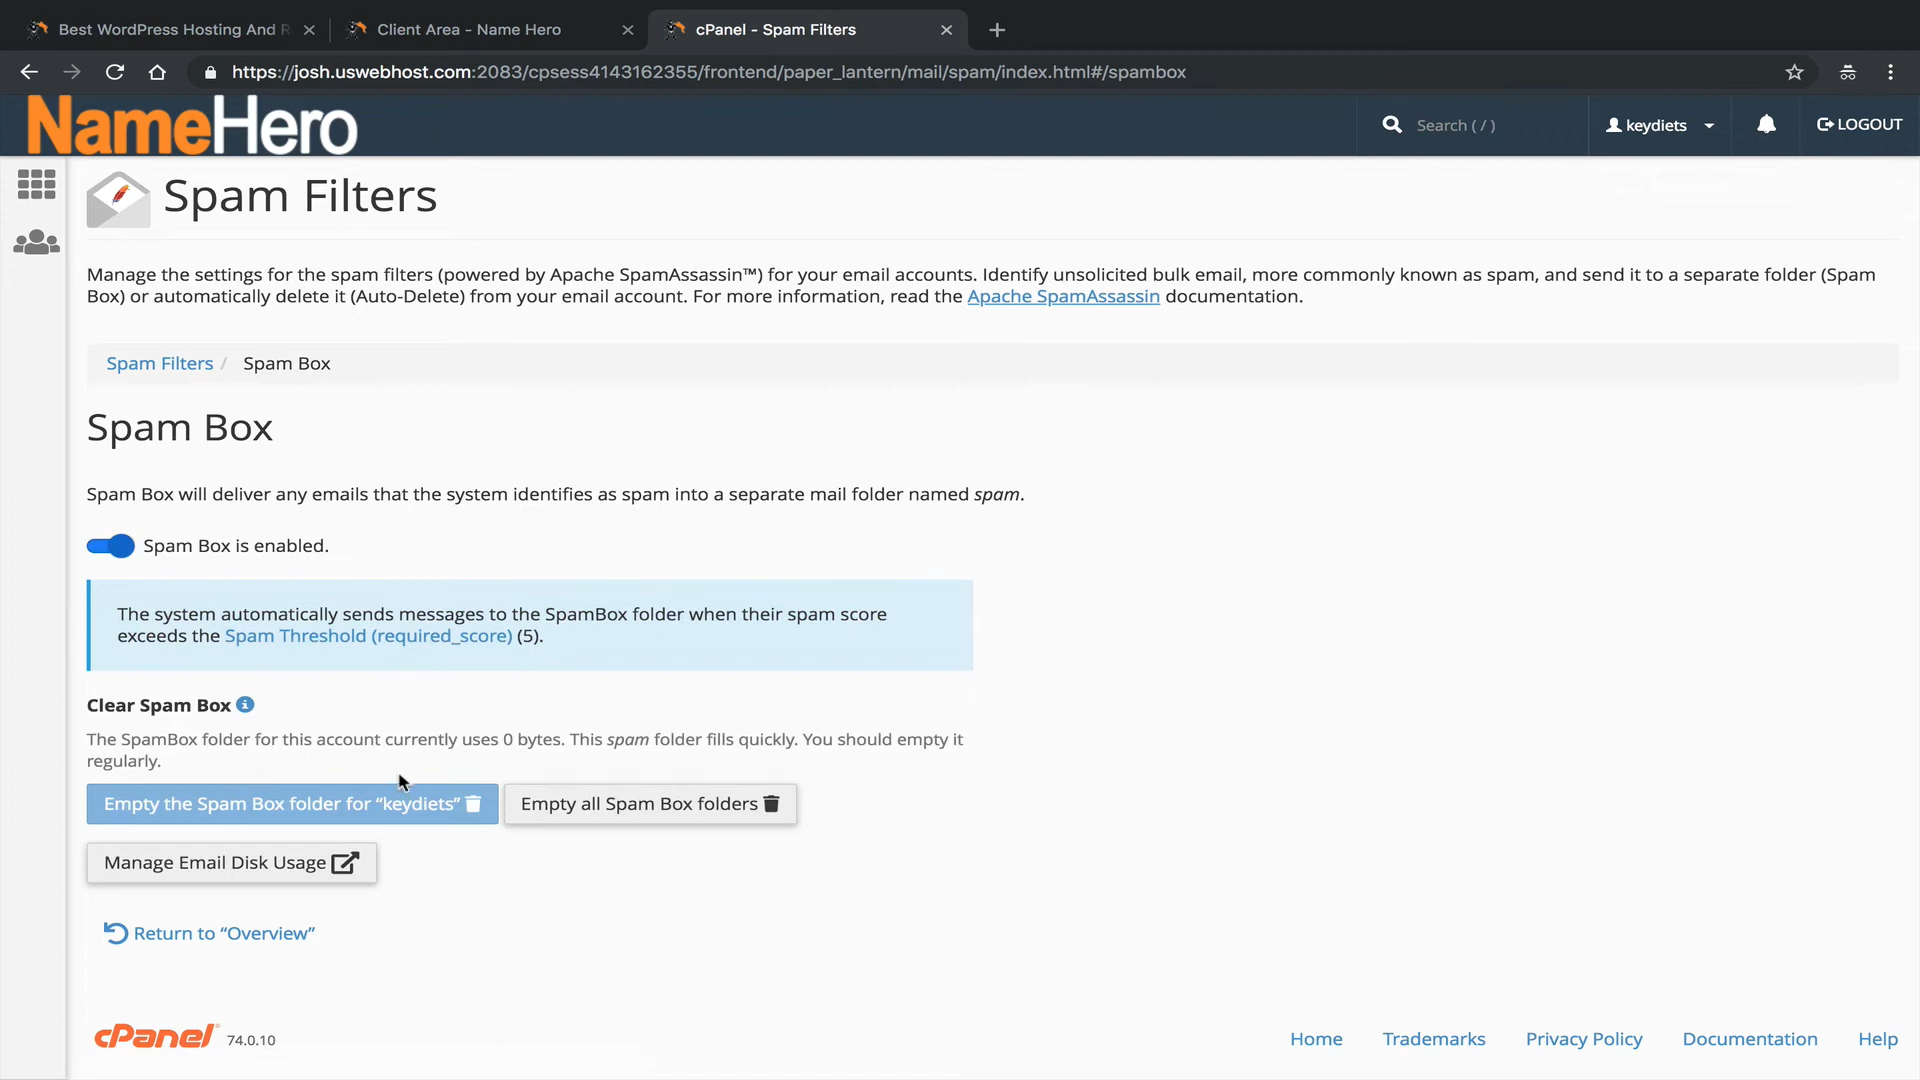 Best WordPress Hosting And R
Client Area - Name Hero
cPanel - Spam Filters
https://josh.uswebhost.com:2083/cpsess4143162355/frontend/paper_lantern/mail/spam/index.html#/spambox
NameHero
Search ( / )
keydiets
LOGOUT
Spam Filters
Manage the settings for the spam filters (powered by Apache SpamAssassin™) for your email accounts. Identify unsolicited bulk email, more commonly known as spam, and send it to a separate folder (Spam
Box) or automatically delete it (Auto-Delete) from your email account. For more information, read the Apache SpamAssassin documentation.
Spam Filters / Spam Box
Spam Box
Spam Box will deliver any emails that the system identifies as spam into a separate mail folder named spam.
Spam Box is enabled.
The system automatically sends messages to the SpamBox folder when their spam score
exceeds the Spam Threshold (required_score) (5).
Clear Spam Box
The SpamBox folder for this account currently uses 0 bytes. This spam folder fills quickly. You should empty it
regularly.
Empty the Spam Box folder for “keydiets”
Empty all Spam Box folders
Manage Email Disk Usage
Return to “Overview”
cPanel 74.0.10
Home
Trademarks
Privacy Policy
Documentation
Help